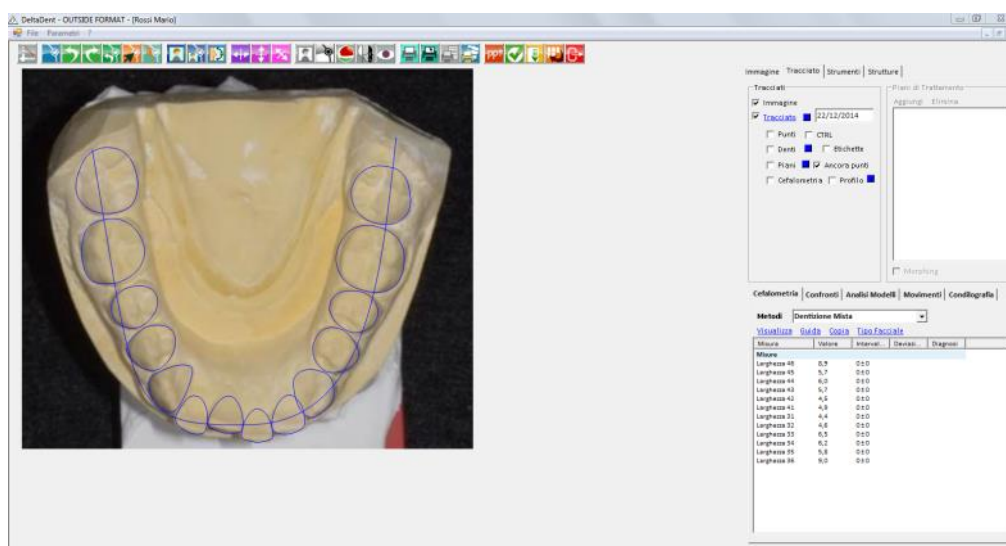 DeltaDent - OUTSIDE FORMAT - [Rossi Mario]
File Parametri ?
PPT
Immagine Tracciato Strumenti Strutture
Tracciati
Immagine
Tracciato 22/12/2014
Punti CTRL
Denti Etichette
Piani Ancora punti
Cefalometria Profilo
Piani di Trattamento
Aggiungi Elimina
Morphing
Cefalometria Confronti Analisi Modelli Movimenti Condilografia
Metodi Dentizione Mista
Visualizza Guida Copia Tipo Facciale
Misura Valore Interval... Deviazi... Diagnosi
Misure
Larghezza 46 8,9 0±0
Larghezza 45 5,7 0±0
Larghezza 44 6,0 0±0
Larghezza 43 5,7 0±0
Larghezza 42 4,6 0±0
Larghezza 41 4,8 0±0
Larghezza 31 4,4 0±0
Larghezza 32 4,6 0±0
Larghezza 33 6,5 0±0
Larghezza 34 6,2 0±0
Larghezza 35 5,8 0±0
Larghezza 36 9,0 0±0